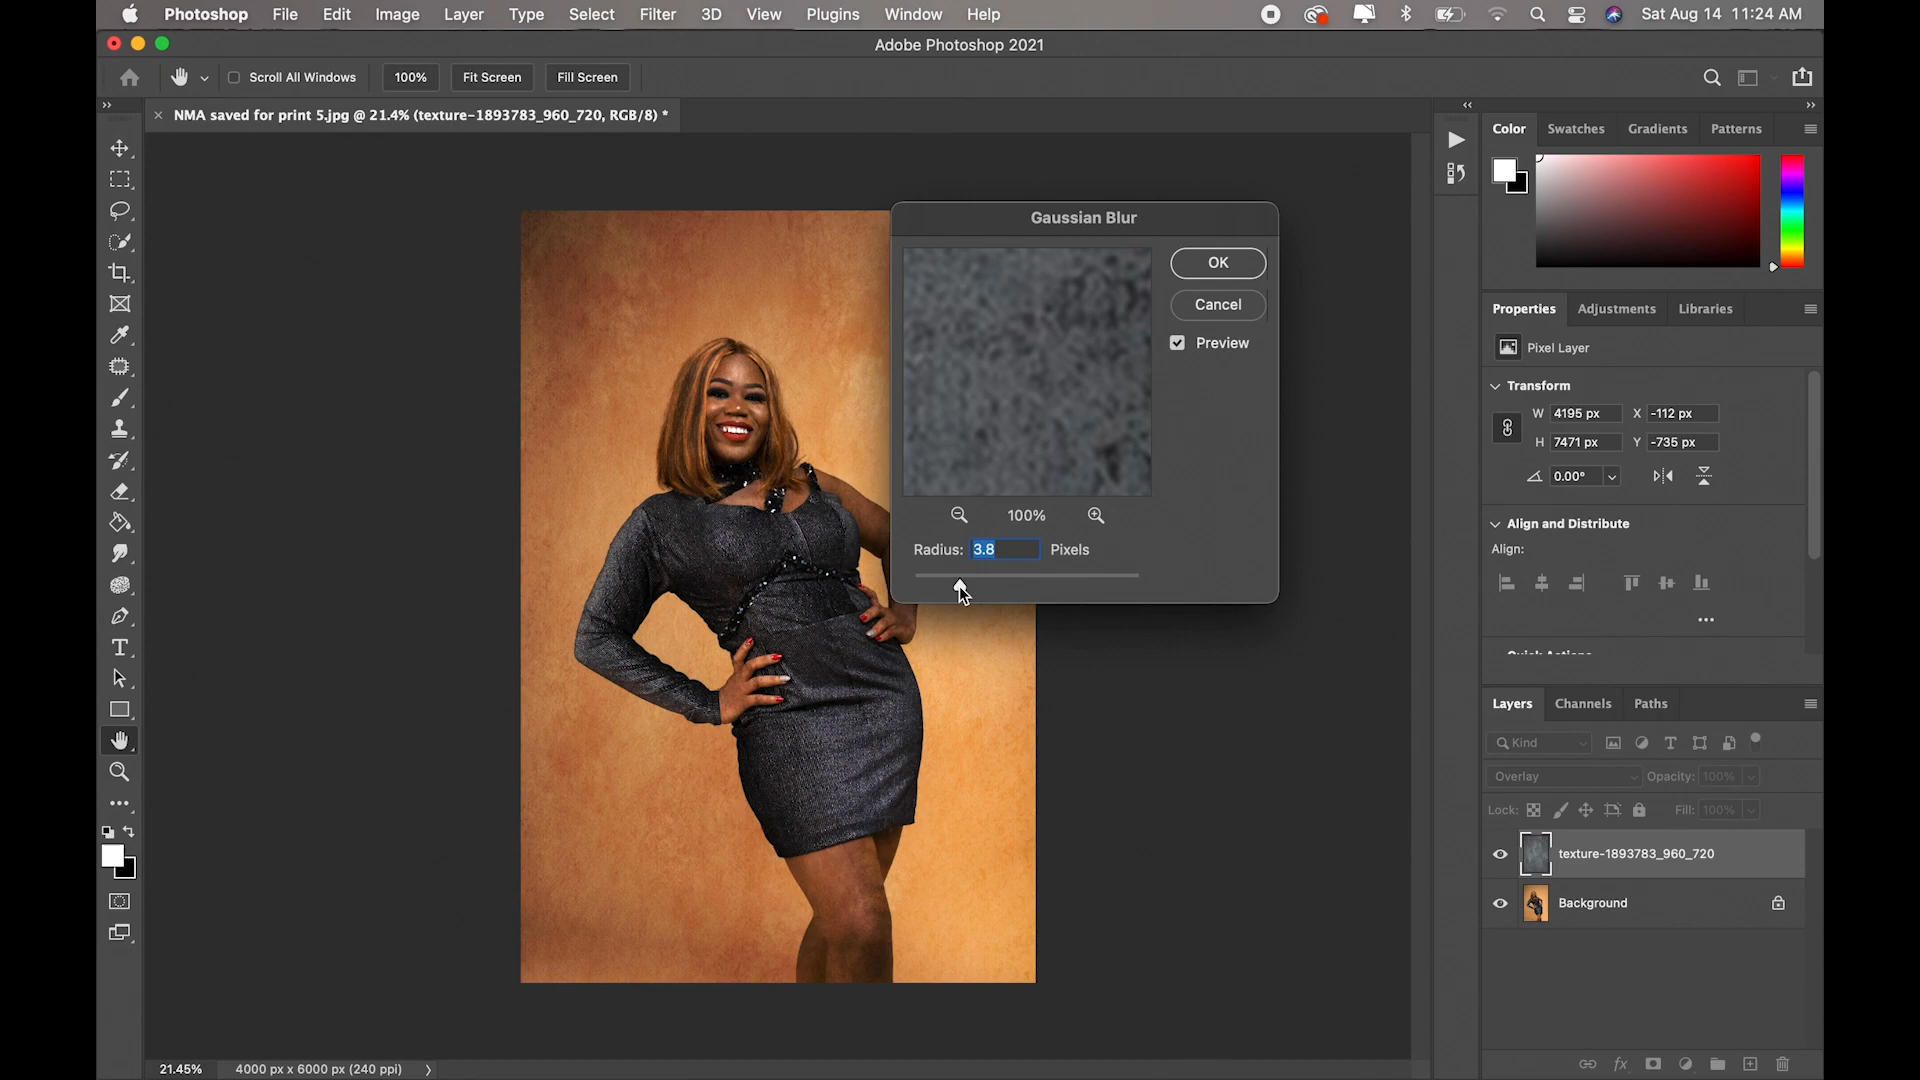 Photoshop File Edit Image Layer Type Select Filter 3D View Plugins Window Help Sat Aug 14 11:24 AM
Adobe Photoshop 2021
Scroll All Windows 100% Fit Screen Fill Screen
× NMA saved for print 5.jpg @ 21.4% (texture-1893783_960_720, RGB/8) *
Color Swatches Gradients Patterns
Gaussian Blur
OK
Cancel
Preview
100%
Radius: 3.8 Pixels
Properties Adjustments Libraries
Pixel Layer
Transform
W 4195 px X -112 px
H 7471 px Y -735 px
0.00°
Align and Distribute
Align:
Layers Channels Paths
Kind
Overlay Opacity: 100%
Lock: Fill: 100%
texture-1893783_960_720
Background
21.45% 4000 px x 6000 px (240 ppi)